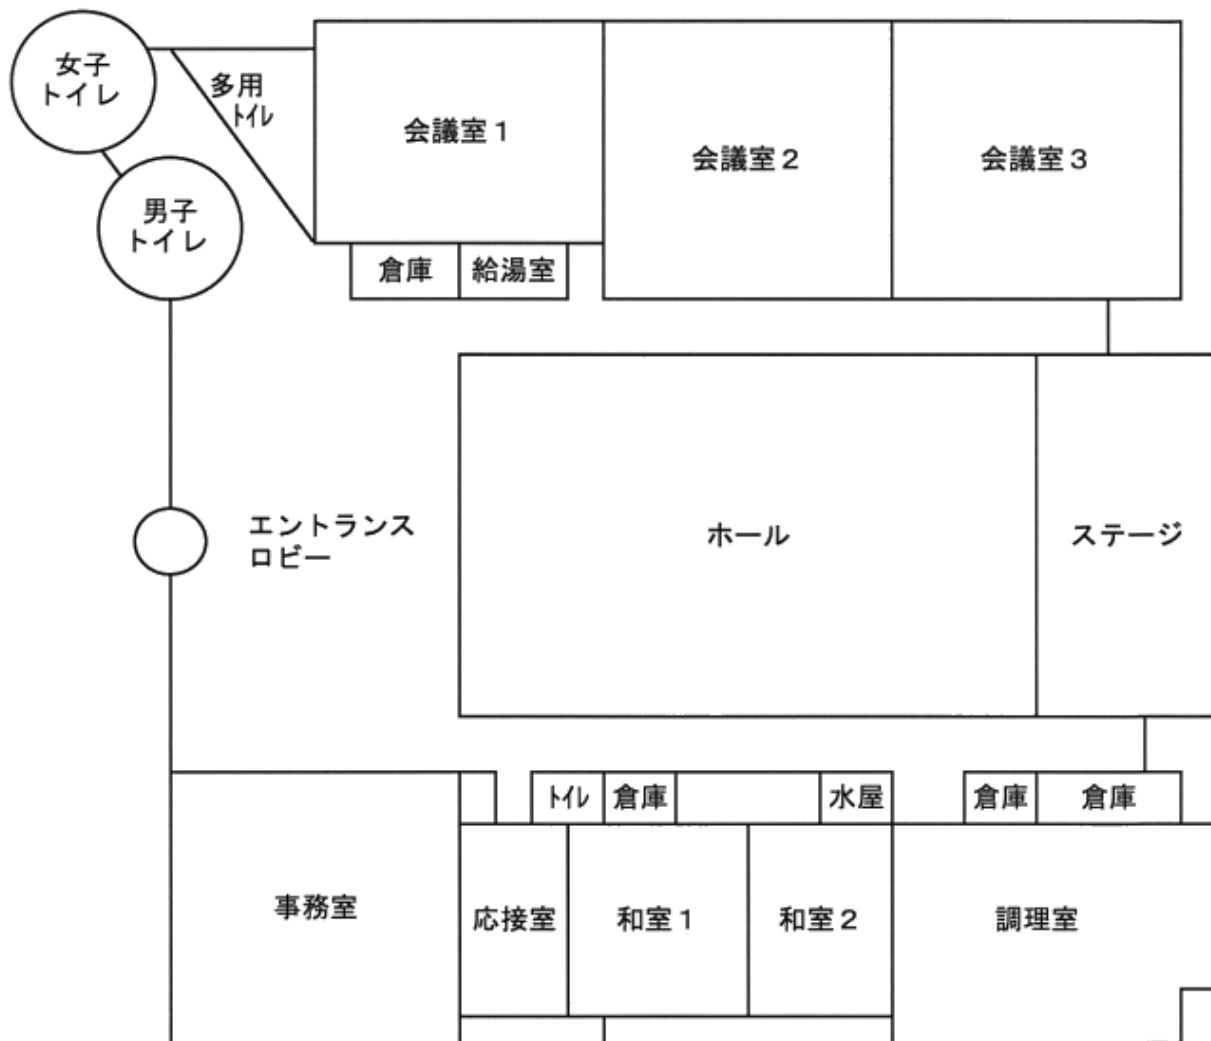 女子
トイレ
多用
ﾄｲﾚ
会議室１
会議室２
会議室３
男子
トイレ
倉庫
給湯室
エントランス
ロビー
ホール
ステージ
ﾄｲﾚ
倉庫
水屋
倉庫
倉庫
事務室
応接室
和室１
和室２
調理室